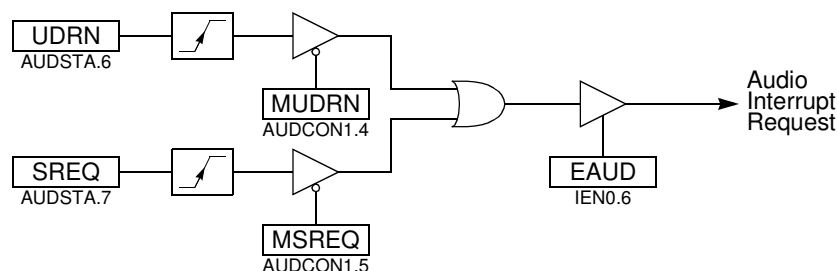 UDRN
AUDSTA.6
MUDRN
AUDCON1.4
SREQ
AUDSTA.7
MSREQ
AUDCON1.5
EAUD
IEN0.6
Audio
Interrupt
Request